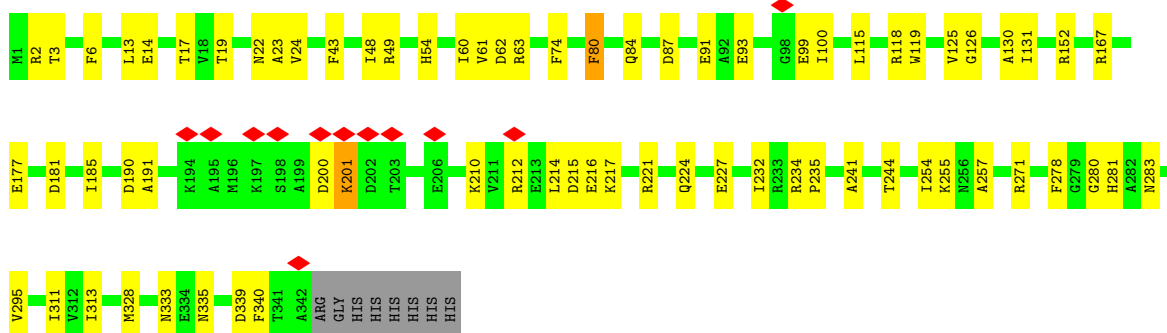 M1 R2 T3 F6 L13 E14 T17 V18 T19 N22 A23 V24 F43 I48 R49 H54 I60 V61 D62 R63 F74 F80 Q84 D87 E91 A92 E93 G98 E99 I100 L115 R118 W119 V125 G126 A130 I131 R152 R167
E177 D181 I185 D190 A191 K194 A195 M196 K197 S198 A199 D200 K201 D202 T203 E206 K210 V211 R212 E213 L214 D215 E216 K217 R221 Q224 E227 I232 R233 R234 P235 A241 T244 I254 K255 N256 A257 R271 F278 G279 G280 H281 A282 N283
V295 I311 V312 I313 M328 N333 E334 N335 D339 F340 T341 A342 ARG GLY HIS HIS HIS HIS HIS HIS